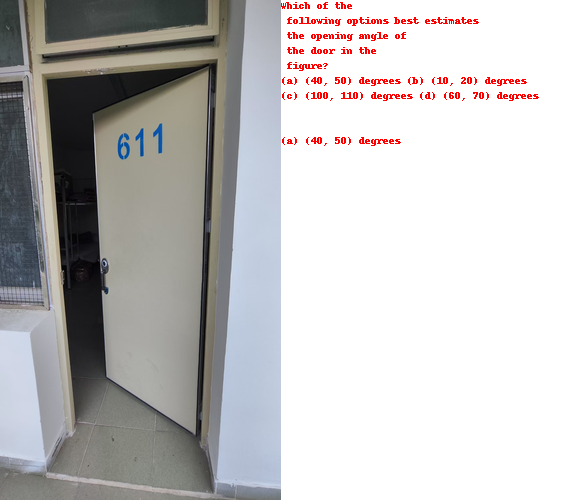 611
Which of the
following options best estimates
the opening angle of
the door in the
figure?
(a) (40, 50) degrees (b) (10, 20) degrees
(c) (100, 110) degrees (d) (60, 70) degrees
(a) (40, 50) degrees